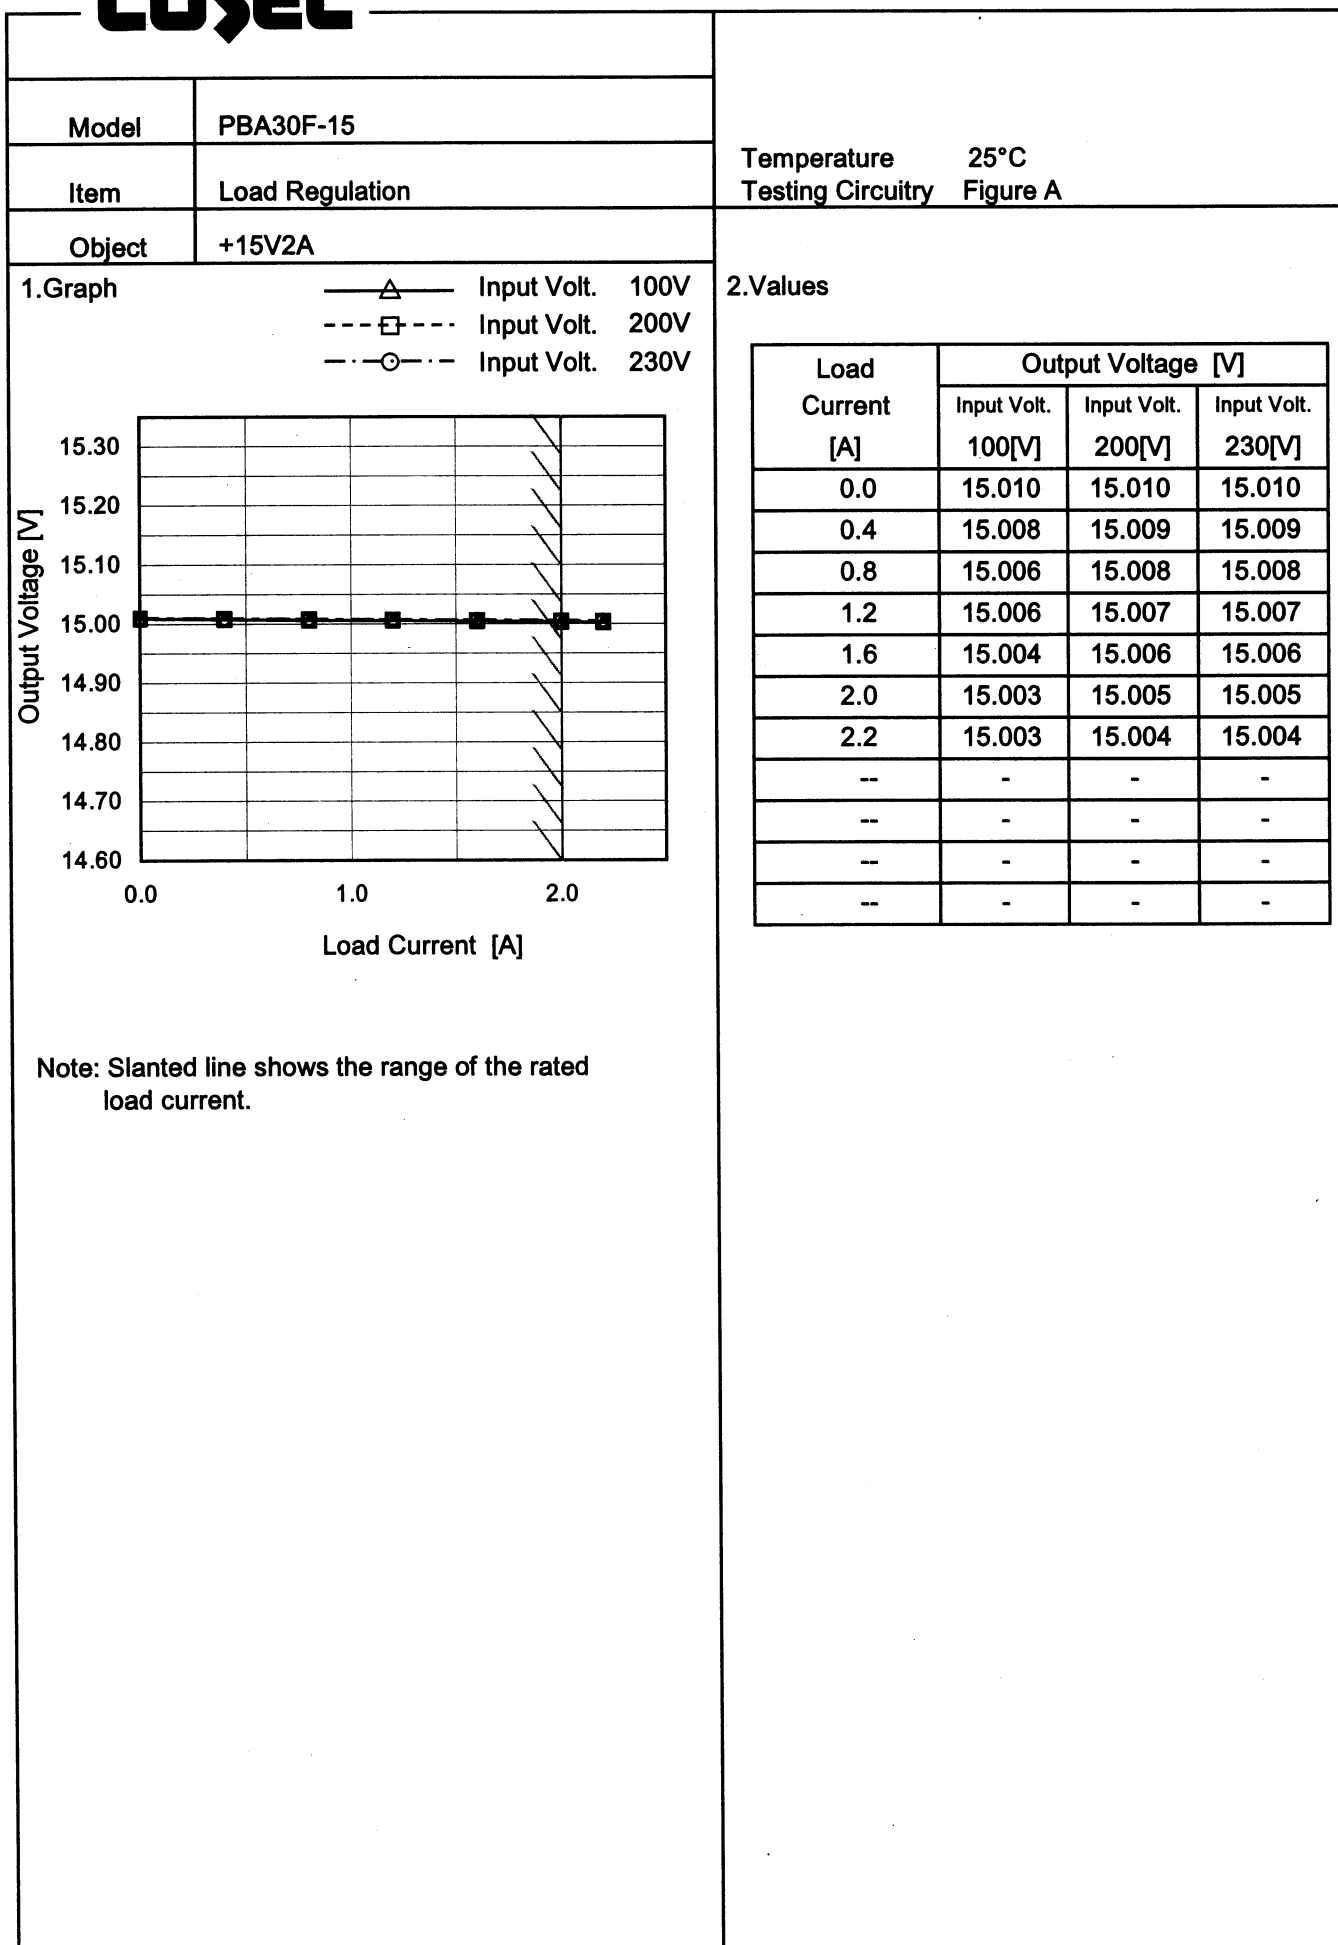 COSEL
Model PBA30F-15
Item Load Regulation
Object +15V2A
Temperature 25°C
Testing Circuitry Figure A
1.Graph
Input Volt. 100V
Input Volt. 200V
Input Volt. 230V
Output Voltage [V]
15.30
15.20
15.10
15.00
14.90
14.80
14.70
14.60
0.0 1.0 2.0
Load Current [A]
Note: Slanted line shows the range of the rated
load current.
2.Values
Load Output Voltage [V]
Current Input Volt. Input Volt. Input Volt.
[A] 100[V] 200[V] 230[V]
0.0 15.010 15.010 15.010
0.4 15.008 15.009 15.009
0.8 15.006 15.008 15.008
1.2 15.006 15.007 15.007
1.6 15.004 15.006 15.006
2.0 15.003 15.005 15.005
2.2 15.003 15.004 15.004
-- - - -
-- - - -
-- - - -
-- - - -